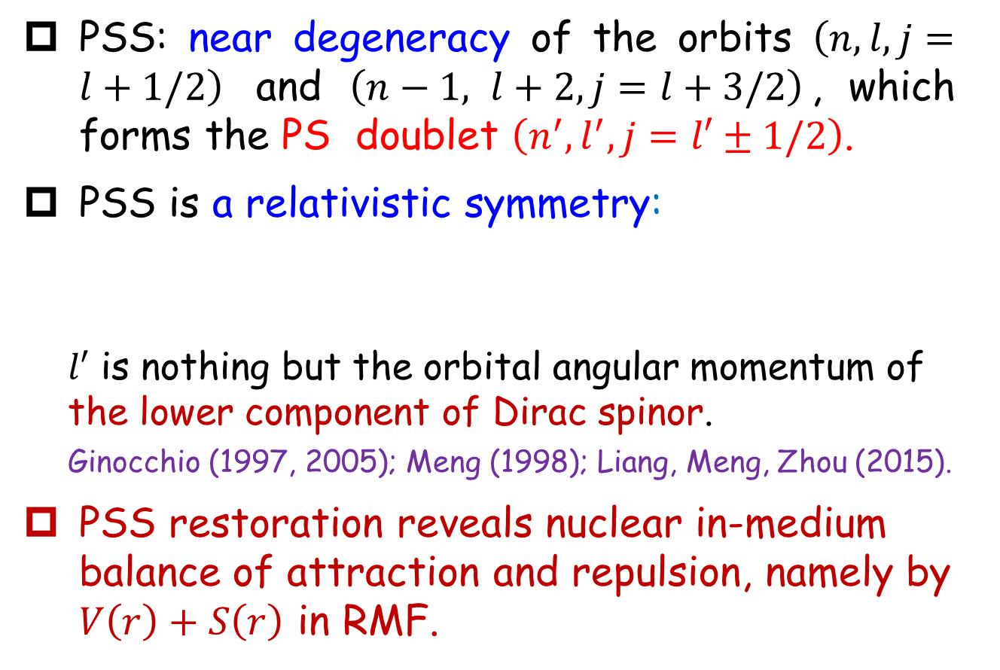 PSS: near degeneracy of the orbits (n, l, j =
l + 1/2) and (n − 1, l + 2, j = l + 3/2) , which
forms the PS doublet (n′, l′, j = l′ ± 1/2).
PSS is a relativistic symmetry:
l′ is nothing but the orbital angular momentum of
the lower component of Dirac spinor.
Ginocchio (1997, 2005); Meng (1998); Liang, Meng, Zhou (2015).
PSS restoration reveals nuclear in-medium
balance of attraction and repulsion, namely by
V(r) + S(r) in RMF.